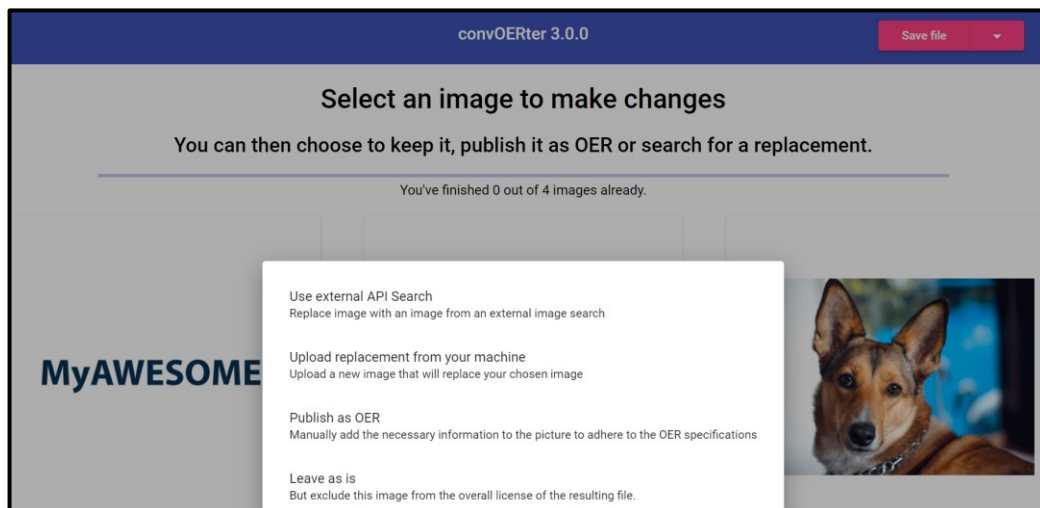 convOERter 3.0.0
Save file
Select an image to make changes
You can then choose to keep it, publish it as OER or search for a replacement.
You've finished 0 out of 4 images already.
MyAWESOME
Use external API Search
Replace image with an image from an external image search
Upload replacement from your machine
Upload a new image that will replace your chosen image
Publish as OER
Manually add the necessary information to the picture to adhere to the OER specifications
Leave as is
But exclude this image from the overall license of the resulting file.